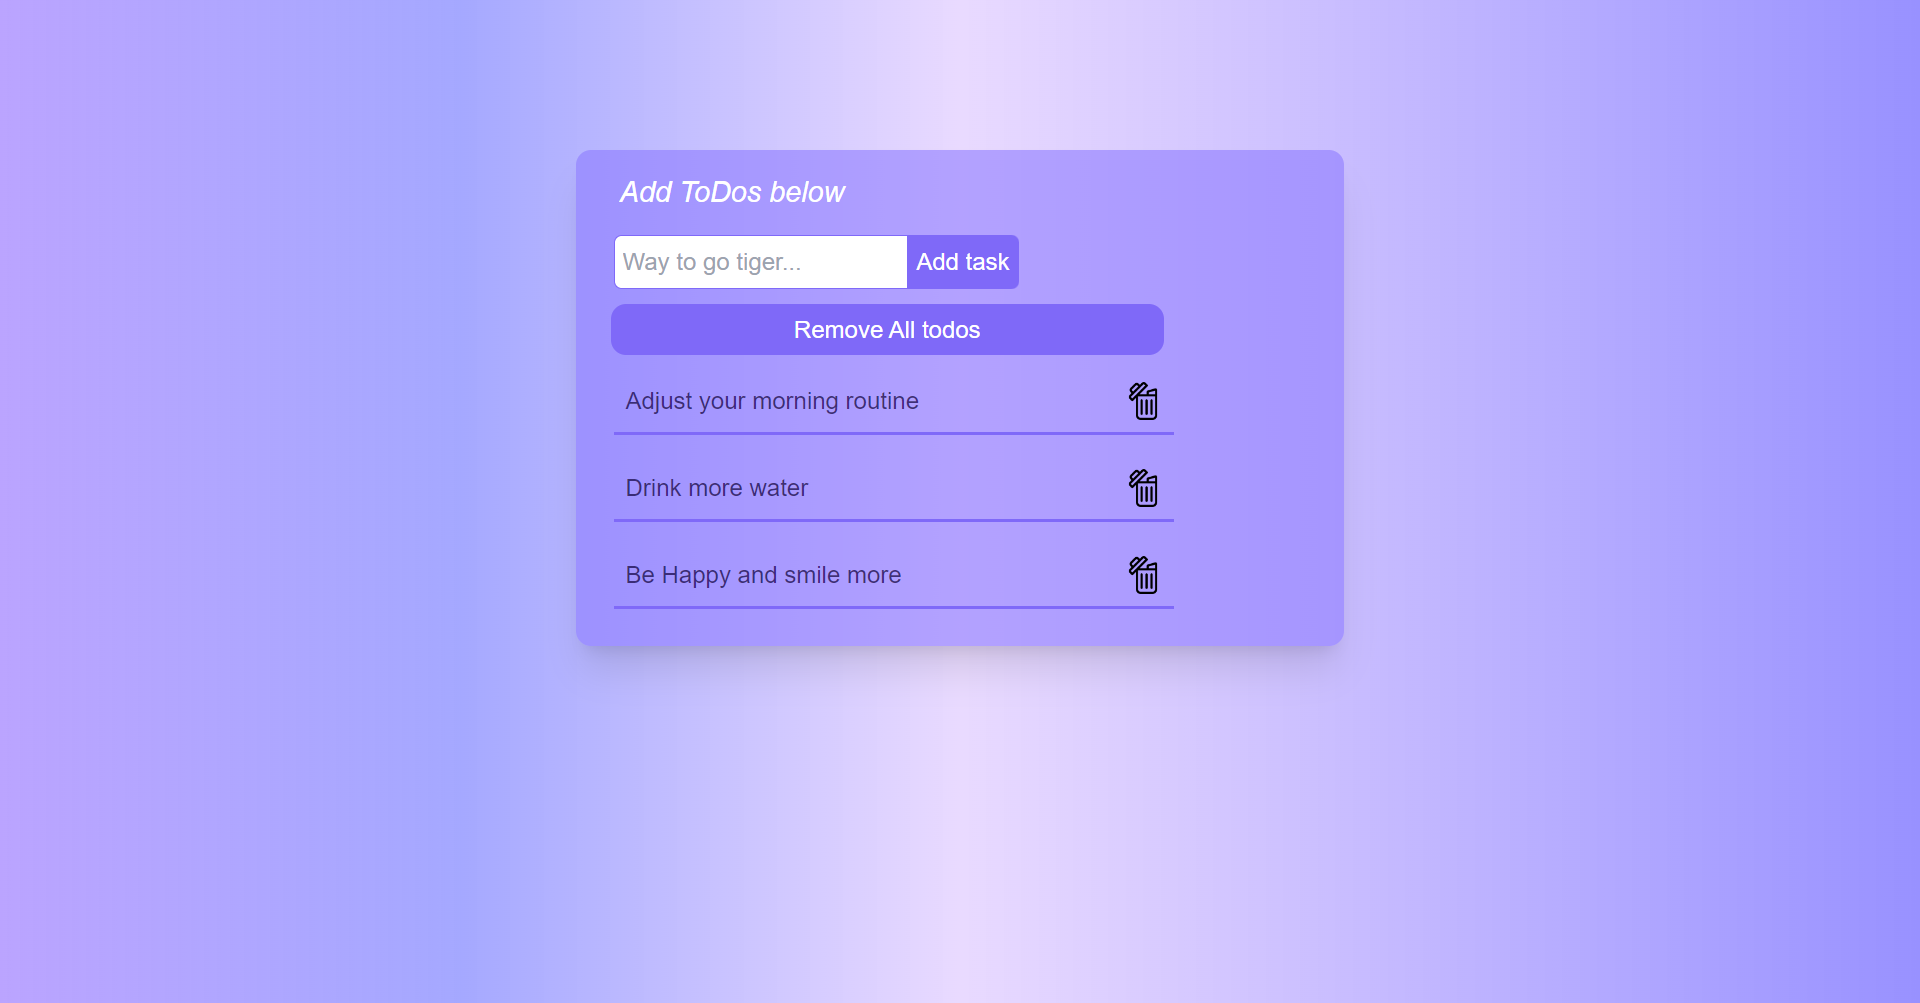 Add ToDos below
Way to go tiger...
Add task
Remove All todos
Adjust your morning routine
Drink more water
Be Happy and smile more